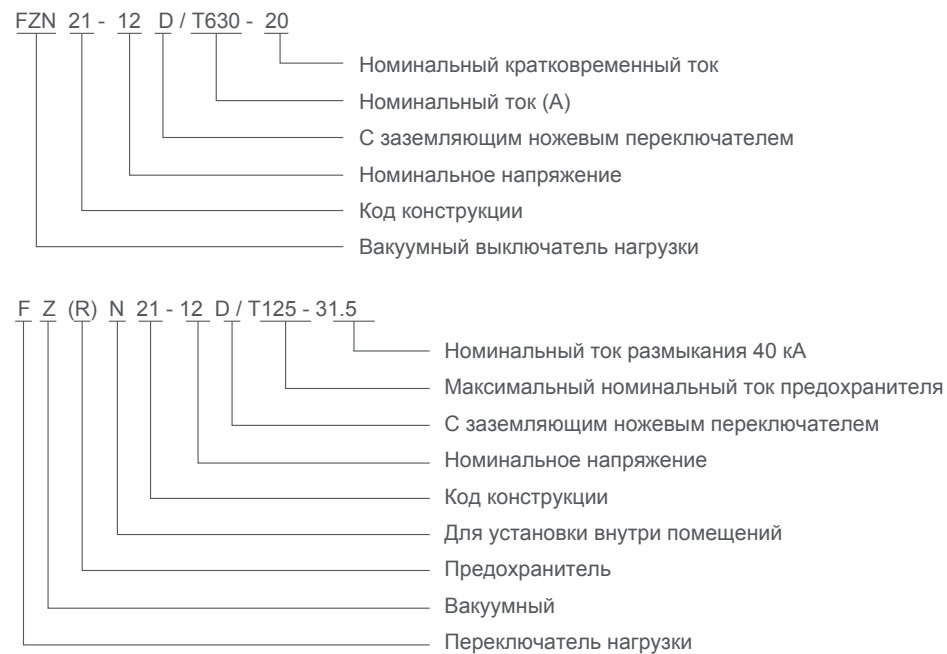 FZN 21 - 12 D / T630 - 20
Номинальный кратковременный ток
Номинальный ток (А)
С заземляющим ножевым переключателем
Номинальное напряжение
Код конструкции
Вакуумный выключатель нагрузки
F Z (R) N 21 - 12 D / T125 - 31.5
Номинальный ток размыкания 40 кА
Максимальный номинальный ток предохранителя
С заземляющим ножевым переключателем
Номинальное напряжение
Код конструкции
Для установки внутри помещений
Предохранитель
Вакуумный
Переключатель нагрузки